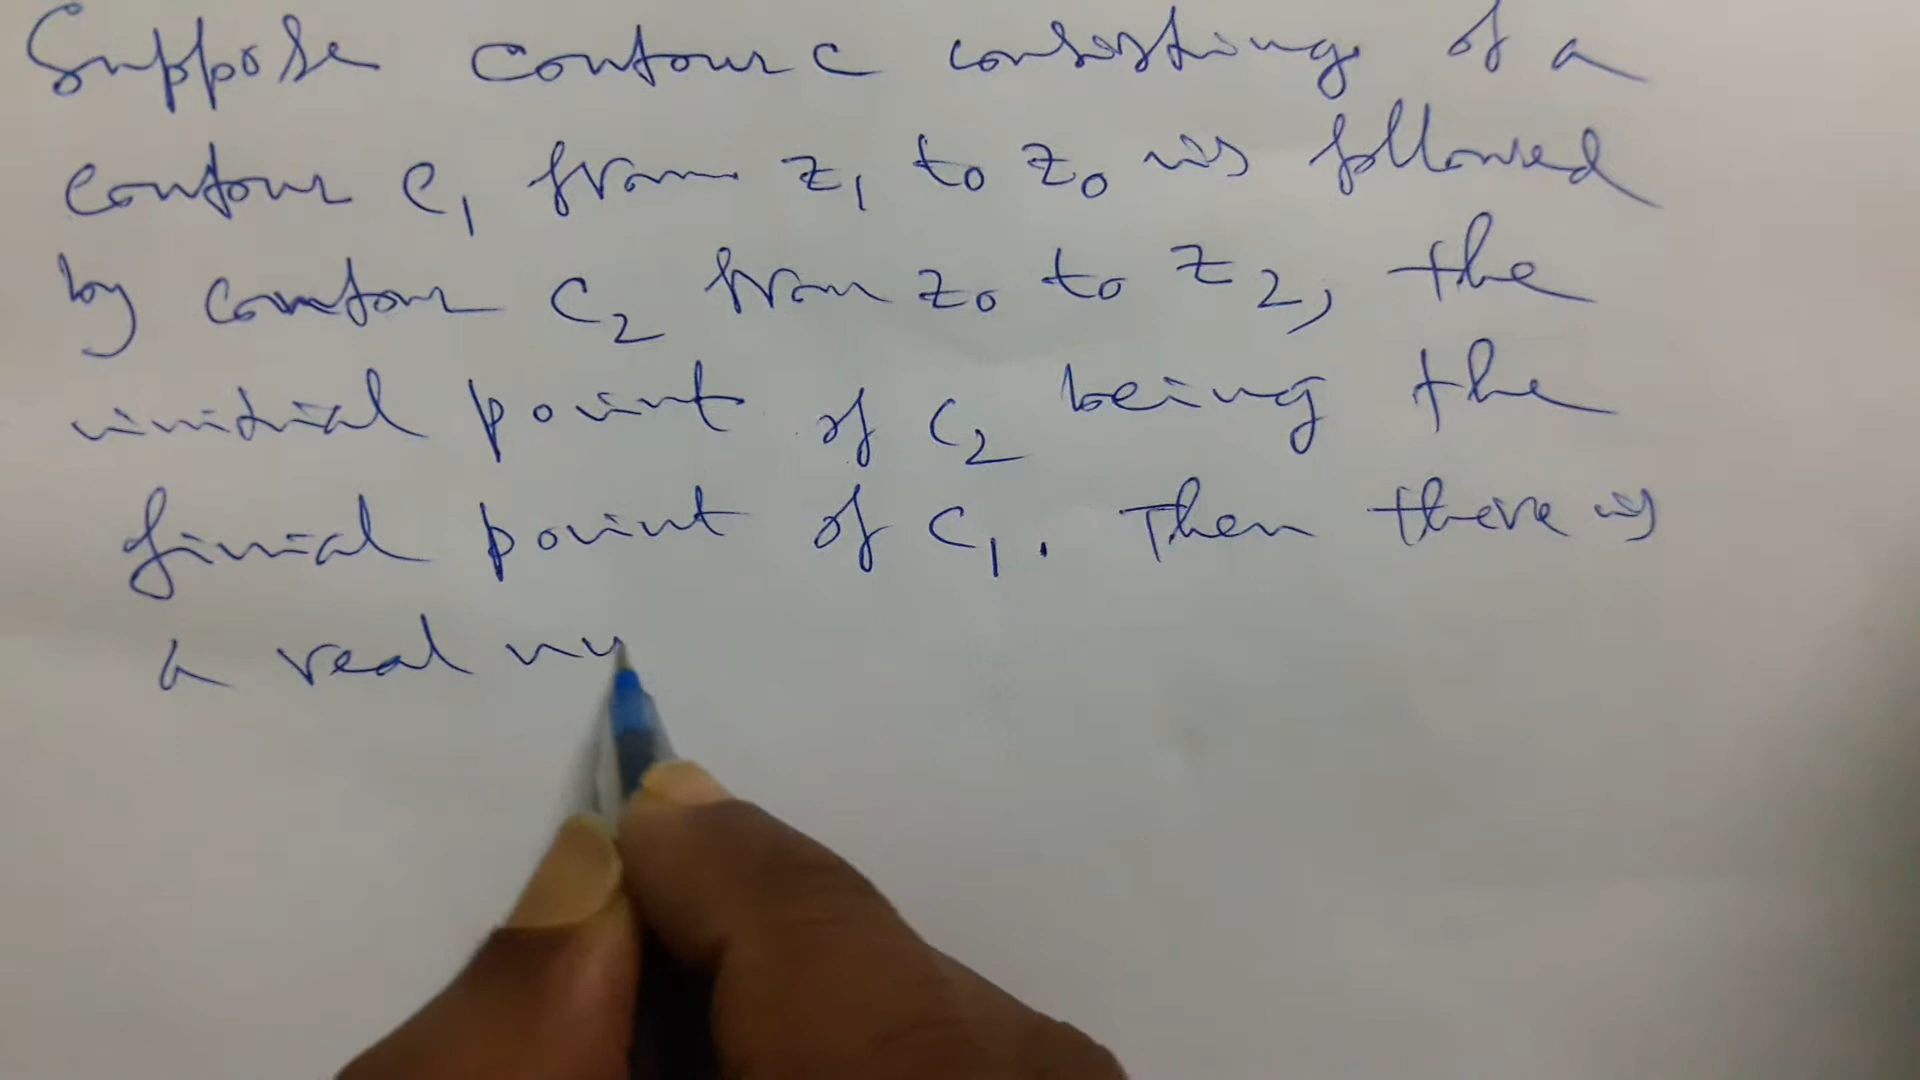 Suppose contour c consisting of a
contour c₁ from z₁ to z₀ is followed
by contour c₂ from z₀ to z₂, the
initial point of c₂ being the
final point of c₁. Then there is
a real nu